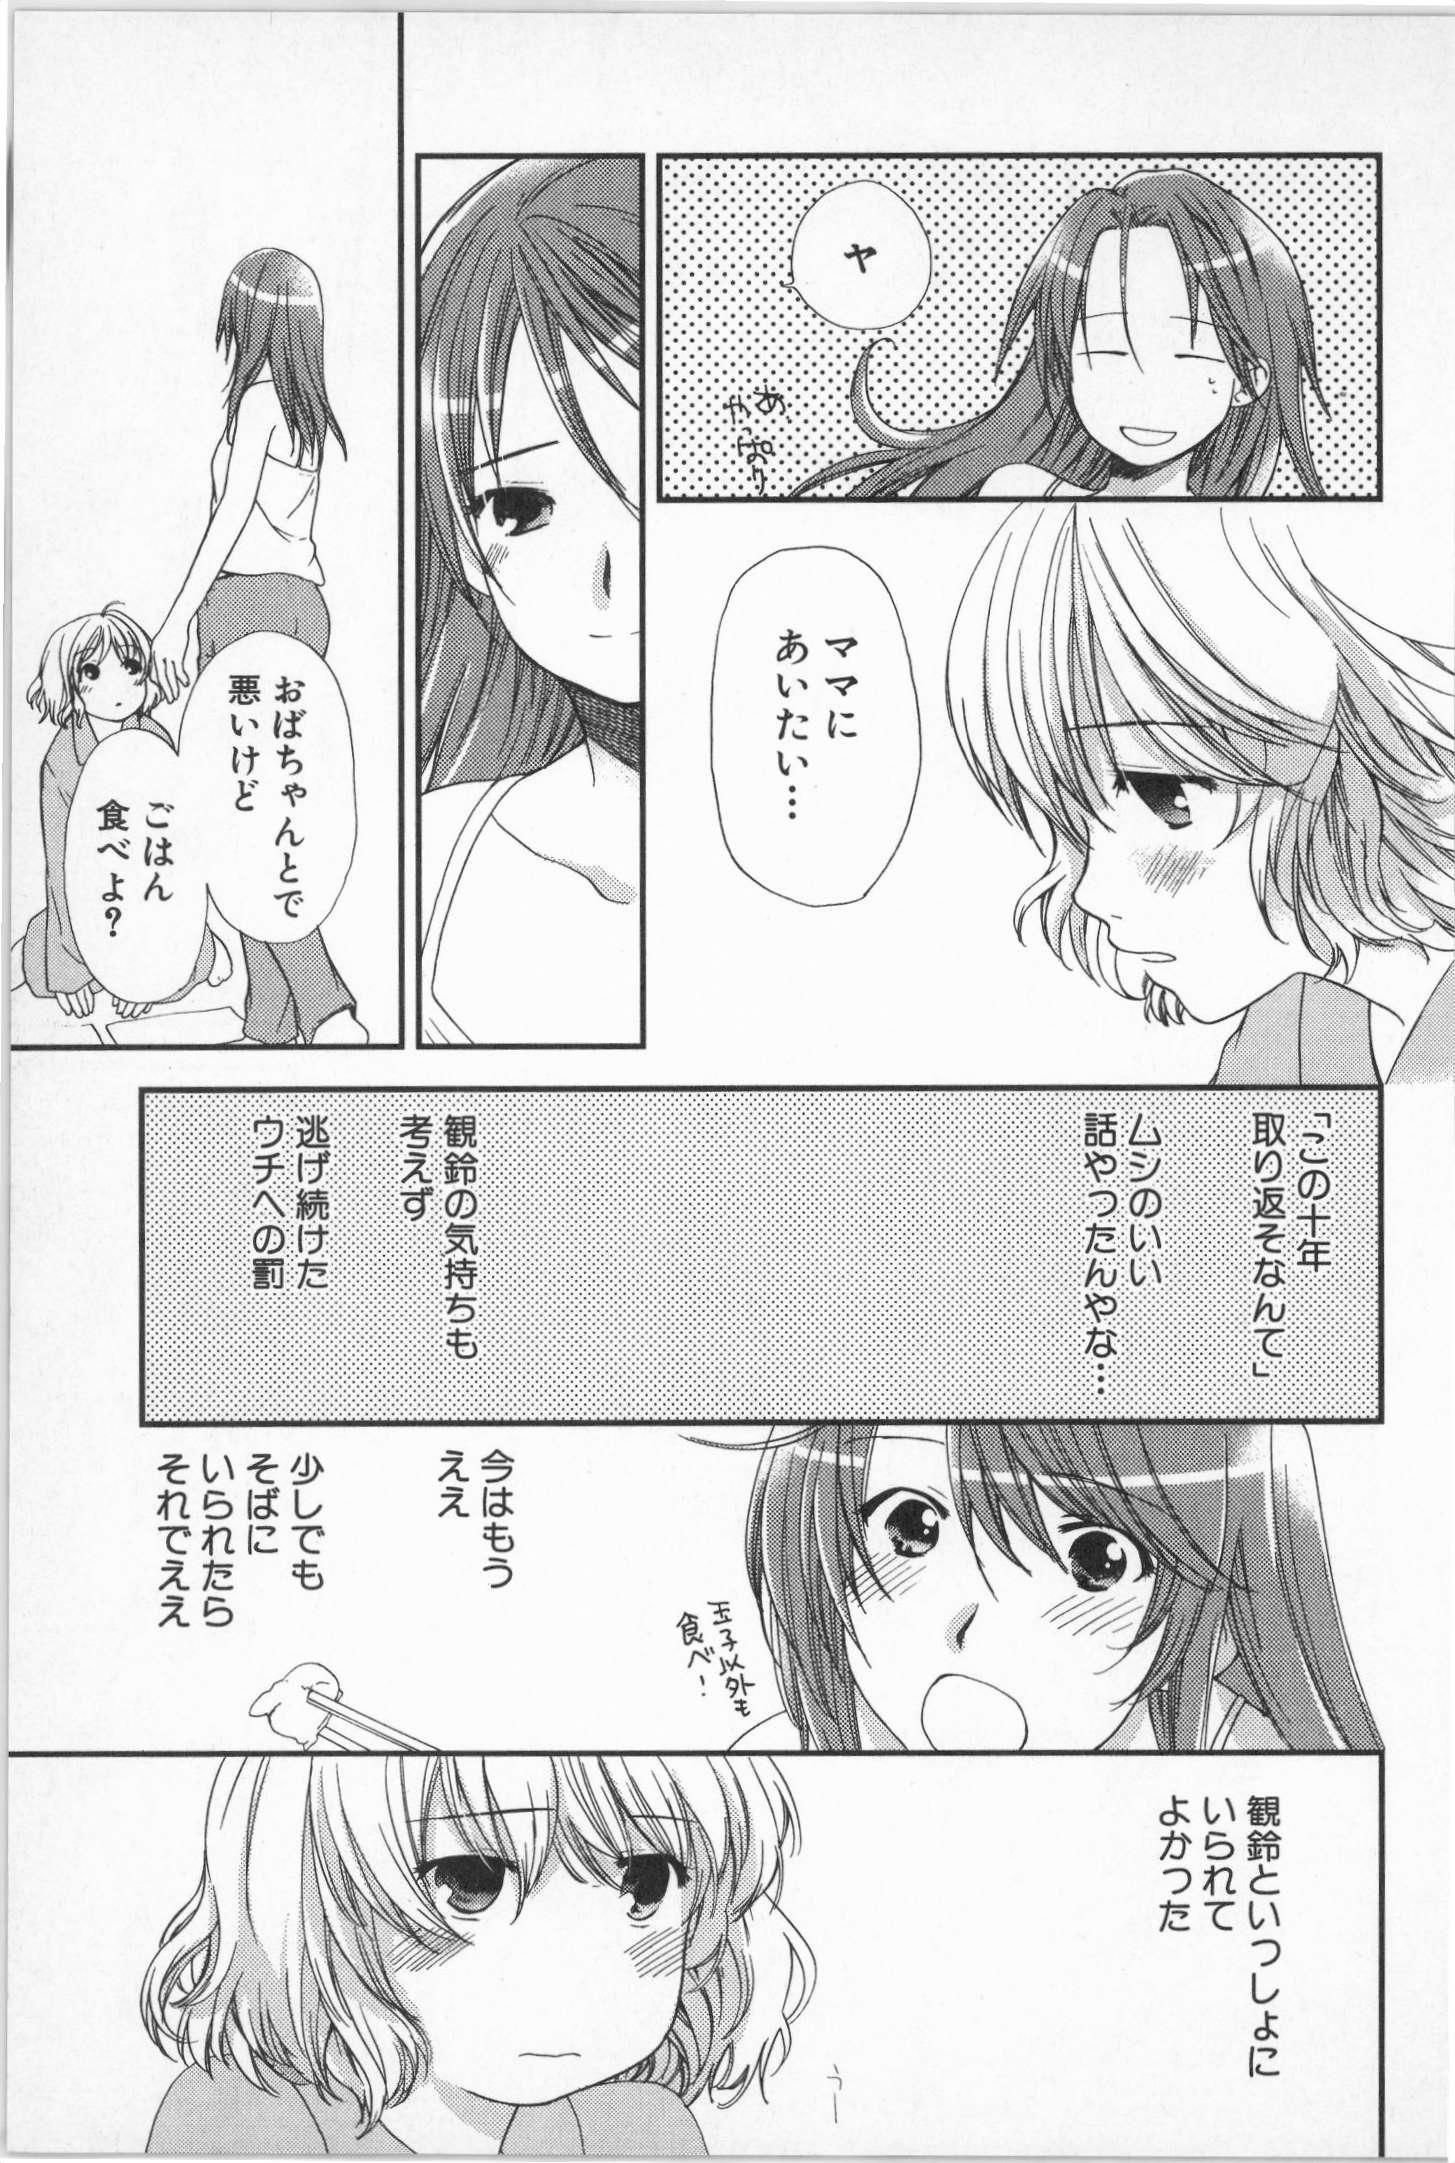 ヤ
あ、
やっぱり
ママに
あいたい…
おばちゃんとで
悪いけど
ごはん
食べよ？
「この十年
取り返そなんて」
ムシのいい
話やったんやな…
観鈴の気持ちも
考えず
逃げ続けた
ウチへの罰
今はもう
ええ
少しでも
そばに
いられたら
それでええ
玉子以外も
食べ！
観鈴といっしょに
いられて
よかった
うー